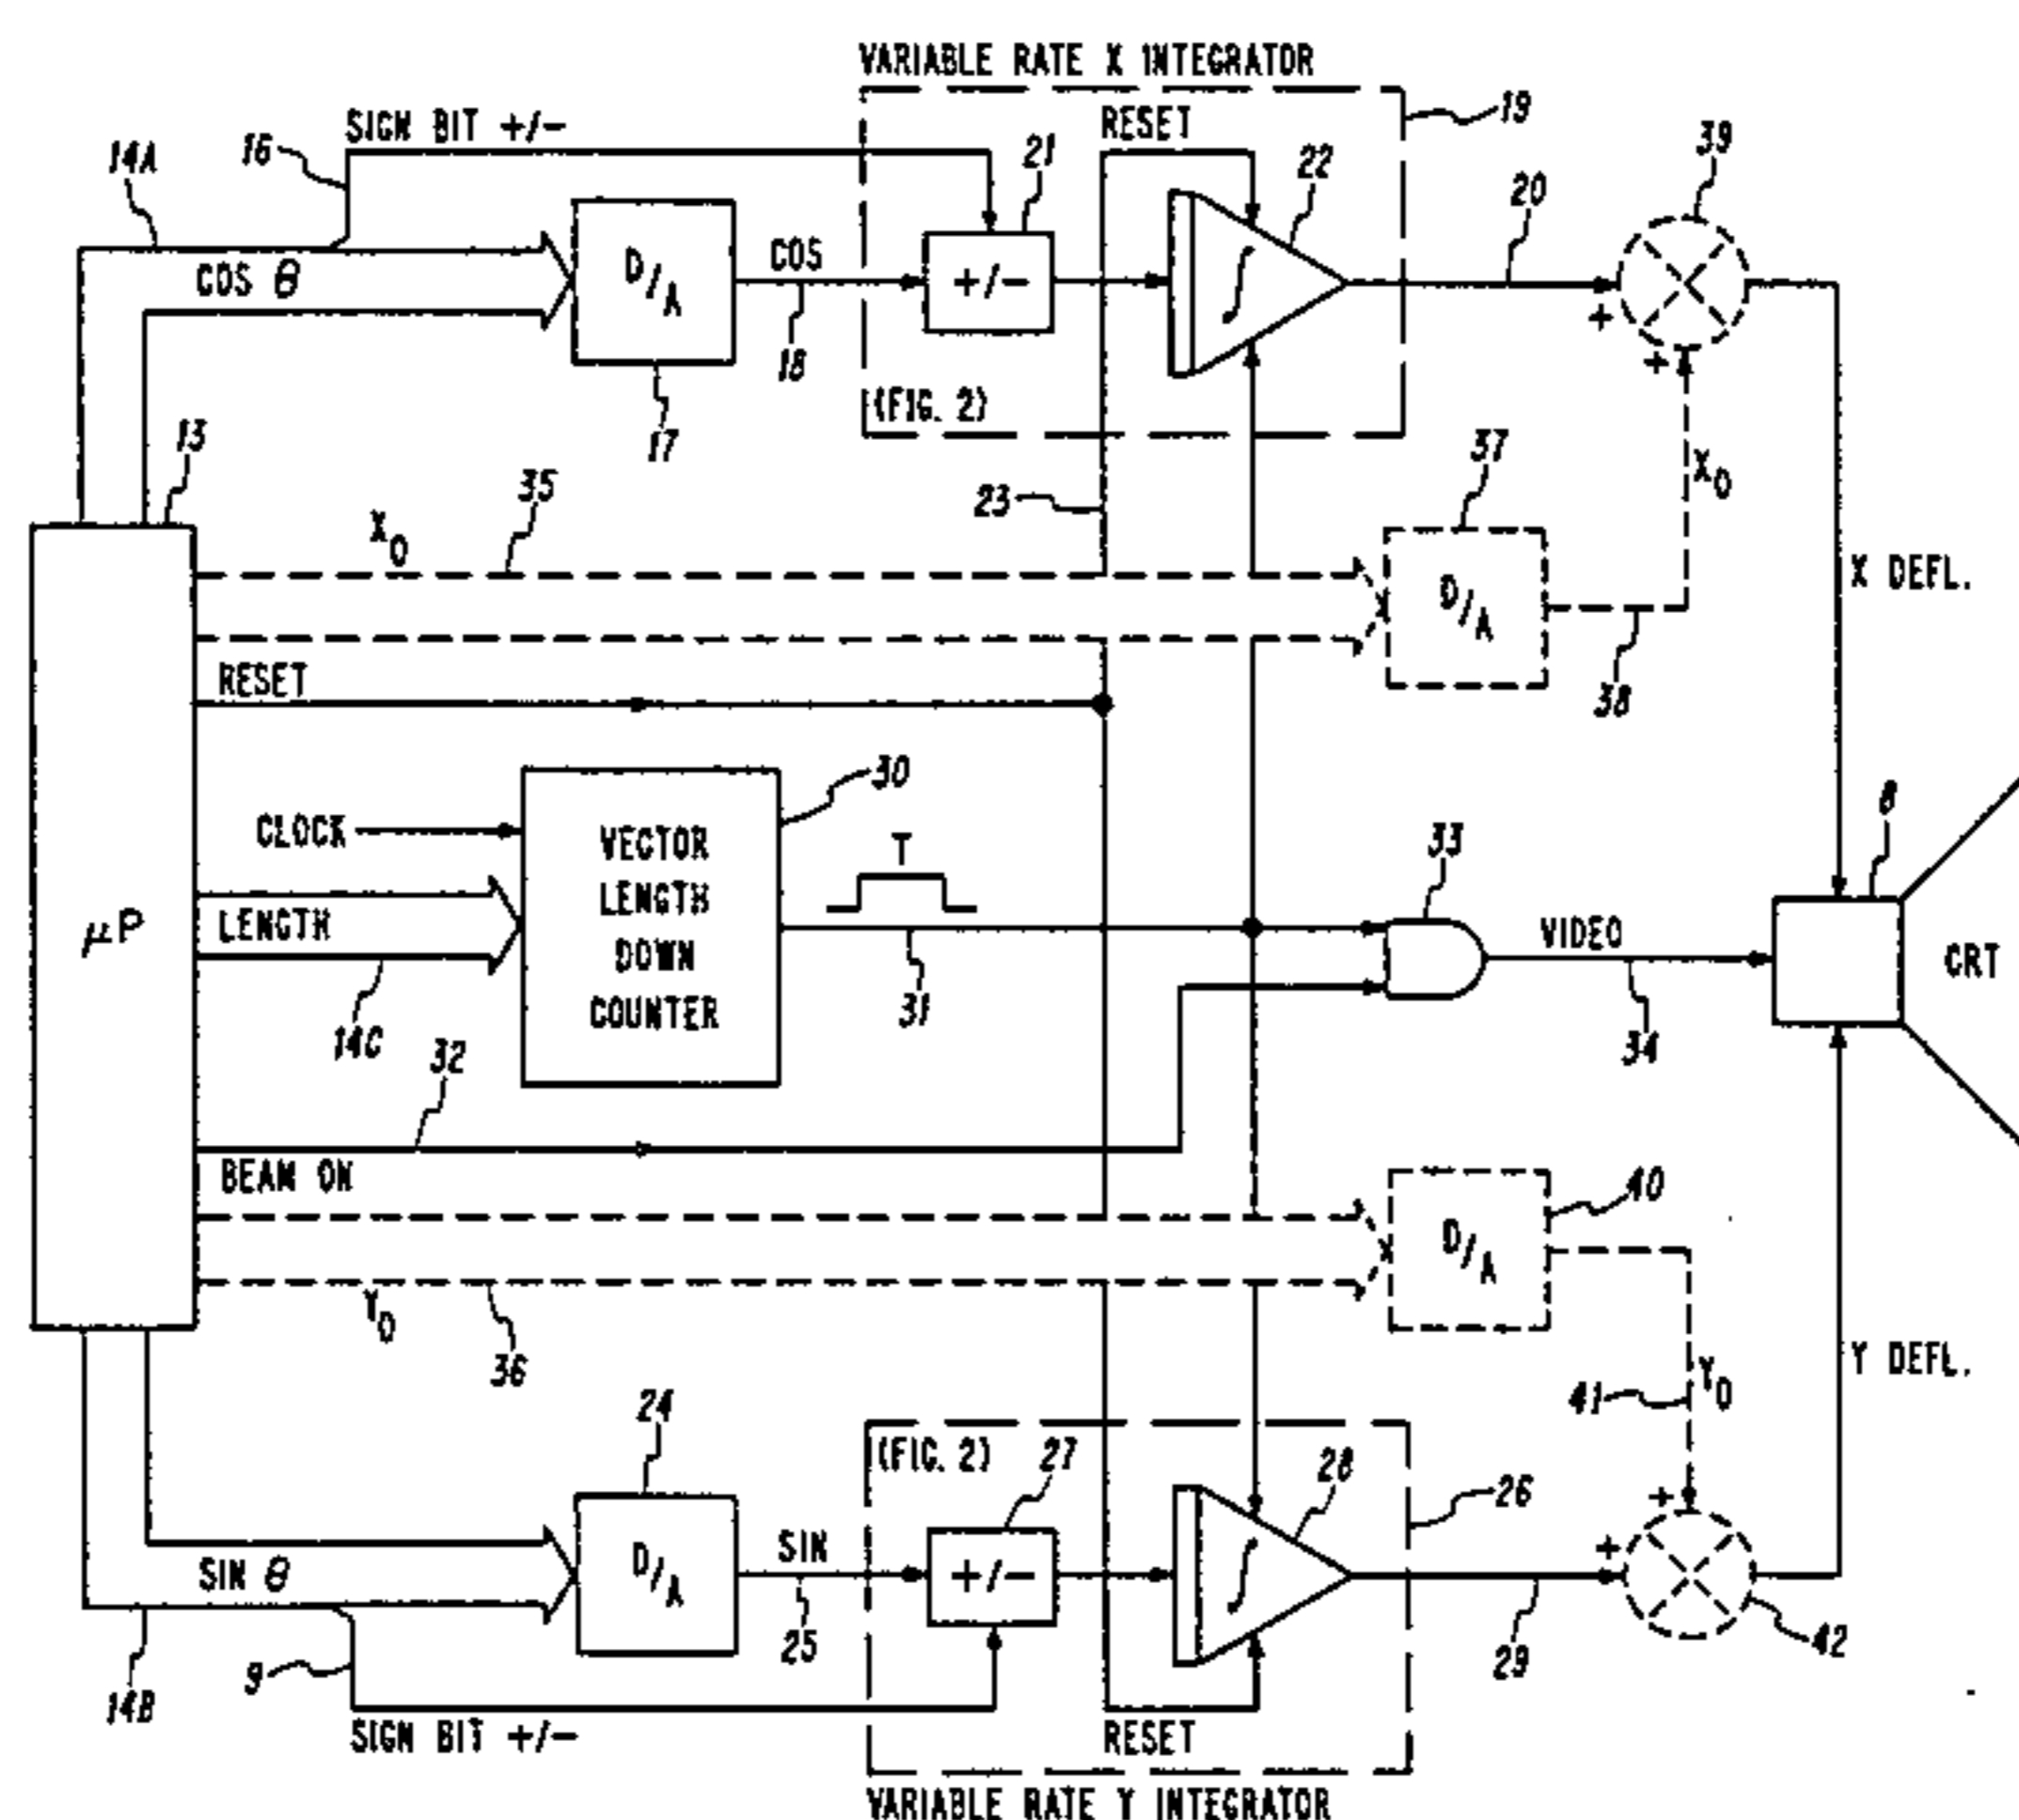 VARIABLE RATE X INTEGRATOR
SIGN BIT +/-
RESET
19
14A
16
21
22
39
20
COS θ
D/A
COS
+/-
∫
+
18
+
(FIG. 2)
17
13
35
23
37
X0
X0
D/A
X DEFL.
RESET
38
30
8
CLOCK
VECTOR
LENGTH
DOWN
COUNTER
T
33
μP
LENGTH
VIDEO
CRT
31
14C
32
34
BEAM ON
40
D/A
Y0
36
Y DEFL.
41
Y0
24
(FIG. 2)
27
28
26
+
SIN θ
D/A
SIN
+/-
∫
+
25
29
42
9
14B
SIGN BIT +/-
RESET
VARIABLE RATE Y INTEGRATOR